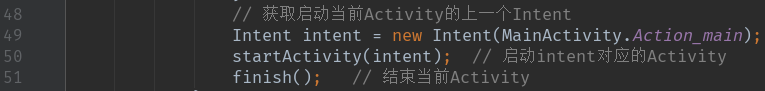 48 // 获取启动当前Activity的上一个Intent
49 Intent intent = new Intent(MainActivity.Action_main);
50 startActivity(intent); // 启动intent对应的Activity
51 finish(); // 结束当前Activity